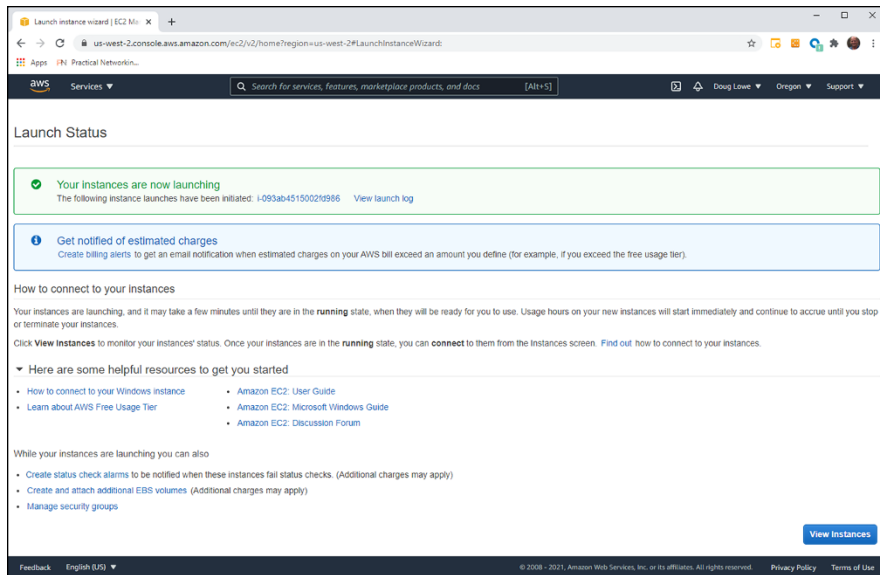 Launch instance wizard | EC2 Ma
us-west-2.console.aws.amazon.com/ec2/v2/home?region=us-west-2#LaunchInstanceWizard:
Apps PN Practical Networkin...
aws Services Search for services, features, marketplace products, and docs [Alt+S] Doug Lowe Oregon Support
Launch Status
Your instances are now launching
The following instance launches have been initiated: i-093ab4515002fd986 View launch log
Get notified of estimated charges
Create billing alerts to get an email notification when estimated charges on your AWS bill exceed an amount you define (for example, if you exceed the free usage tier).
How to connect to your instances
Your instances are launching, and it may take a few minutes until they are in the running state, when they will be ready for you to use. Usage hours on your new instances will start immediately and continue to accrue until you stop
or terminate your instances.
Click View Instances to monitor your instances' status. Once your instances are in the running state, you can connect to them from the Instances screen. Find out how to connect to your instances.
Here are some helpful resources to get you started
• How to connect to your Windows instance • Amazon EC2: User Guide
• Learn about AWS Free Usage Tier • Amazon EC2: Microsoft Windows Guide
• Amazon EC2: Discussion Forum
While your instances are launching you can also
• Create status check alarms to be notified when these instances fail status checks. (Additional charges may apply)
• Create and attach additional EBS volumes (Additional charges may apply)
• Manage security groups
View Instances
Feedback English (US) © 2008 - 2021, Amazon Web Services, Inc. or its affiliates. All rights reserved. Privacy Policy Terms of Use